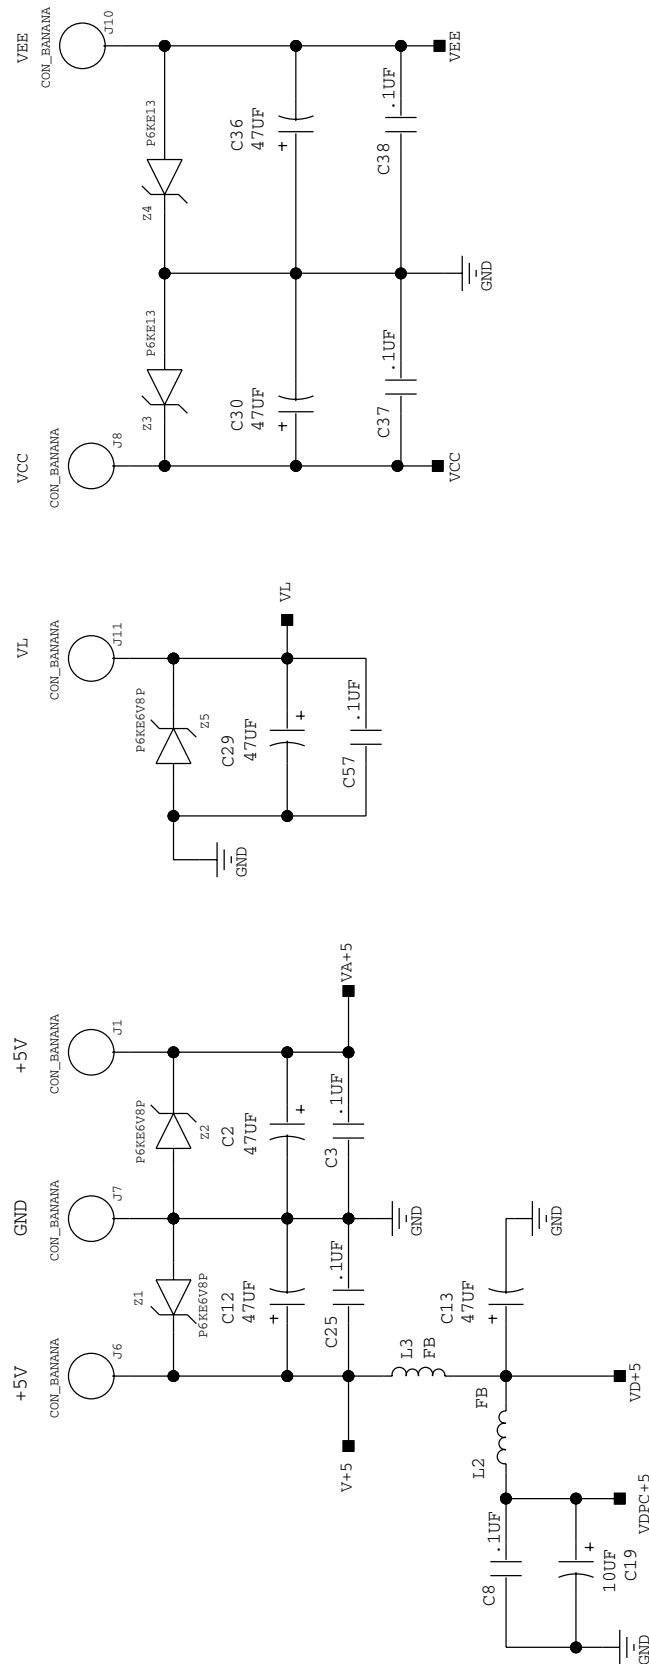 VEE
CON_BANANA
J10
P6KE13
Z4
C36
47UF
+
C38
.1UF
VEE
GND
P6KE13
Z3
C30
47UF
+
C37
.1UF
VCC
CON_BANANA
J8
VCC
VL
CON_BANANA
J11
P6KE6V8P
Z5
C29
47UF
+
C57
.1UF
VL
GND
+5V
CON_BANANA
J1
P6KE6V8P
Z2
C2
47UF
+
C3
.1UF
VA+5
GND
CON_BANANA
J7
GND
Z1
P6KE6V8P
C12
47UF
+
C25
.1UF
+5V
CON_BANANA
J6
V+5
L3
FB
C13
47UF
+
GND
VD+5
FB
L2
VDPC+5
C8
.1UF
10UF
C19
+
GND